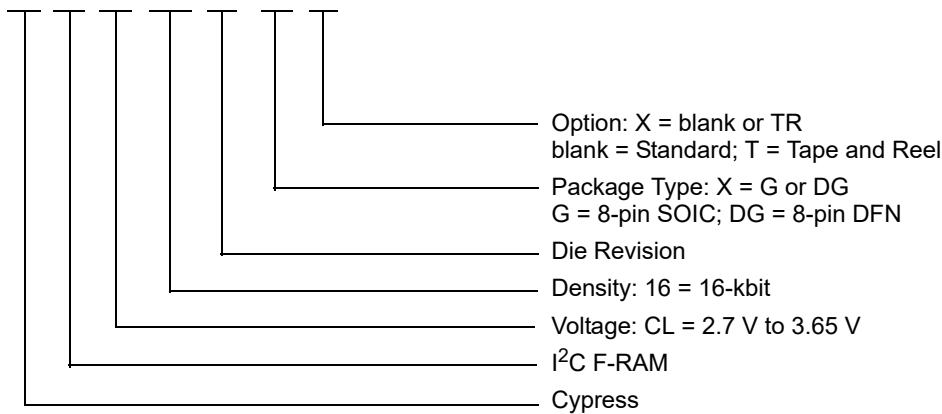 Option: X = blank or TR
blank = Standard; T = Tape and Reel
Package Type: X = G or DG
G = 8-pin SOIC; DG = 8-pin DFN
Die Revision
Density: 16 = 16-kbit
Voltage: CL = 2.7 V to 3.65 V
I²C F-RAM
Cypress